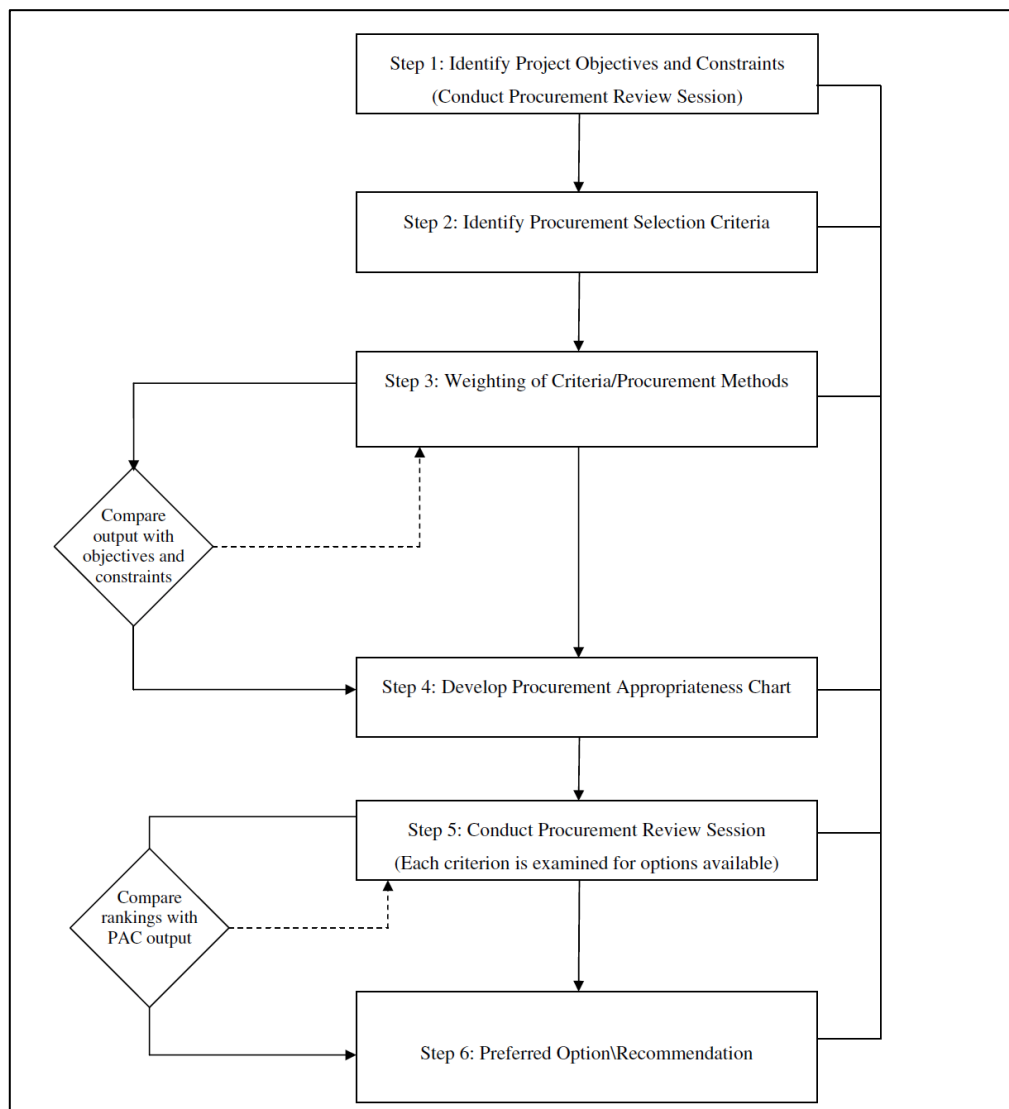 Step 1: Identify Project Objectives and Constraints
(Conduct Procurement Review Session)
Step 2: Identify Procurement Selection Criteria
Step 3: Weighting of Criteria/Procurement Methods
Compare
output with
objectives and
constraints
Step 4: Develop Procurement Appropriateness Chart
Step 5: Conduct Procurement Review Session
(Each criterion is examined for options available)
Compare
rankings with
PAC output
Step 6: Preferred Option\Recommendation